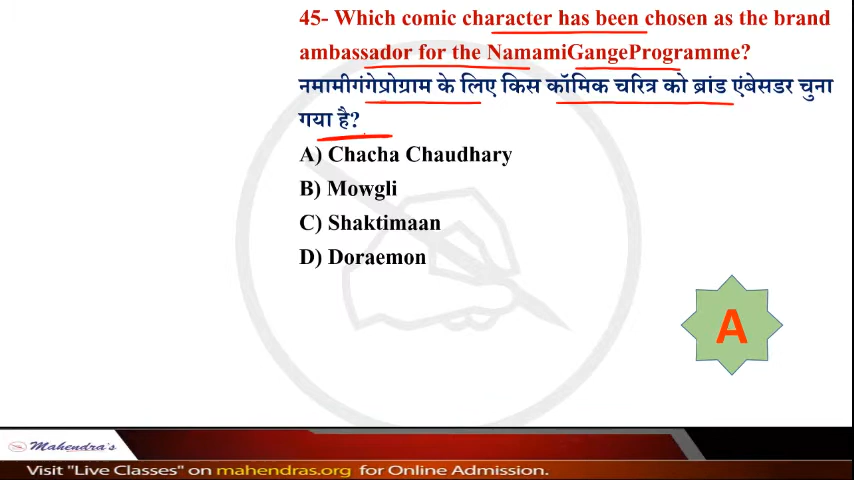 45- Which comic character has been chosen as the brand
ambassador for the NamamiGangeProgramme?
नमामीगंगेप्रोग्राम के लिए किस कॉमिक चरित्र को ब्रांड एंबेसडर चुना
गया है?
A) Chacha Chaudhary
B) Mowgli
C) Shaktimaan
D) Doraemon
A
Mahendra's
Visit "Live Classes" on mahendras.org for Online Admission.